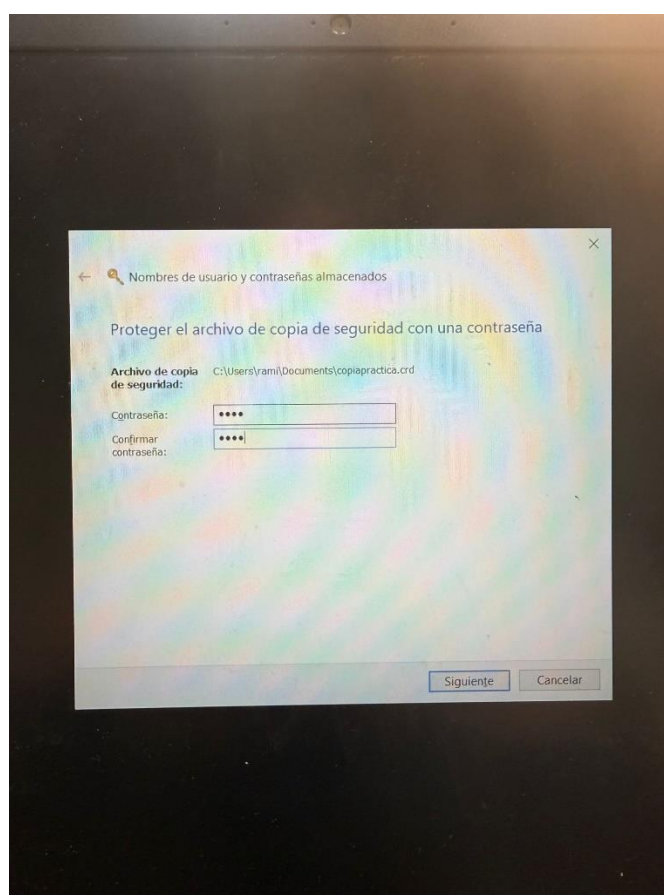 Nombres de usuario y contraseñas almacenados
Proteger el archivo de copia de seguridad con una contraseña
Archivo de copia C:\Users\rami\Documents\copiapractica.crd
de seguridad:
Contraseña: ••••
Confirmar ••••
contraseña:
Siguiente Cancelar